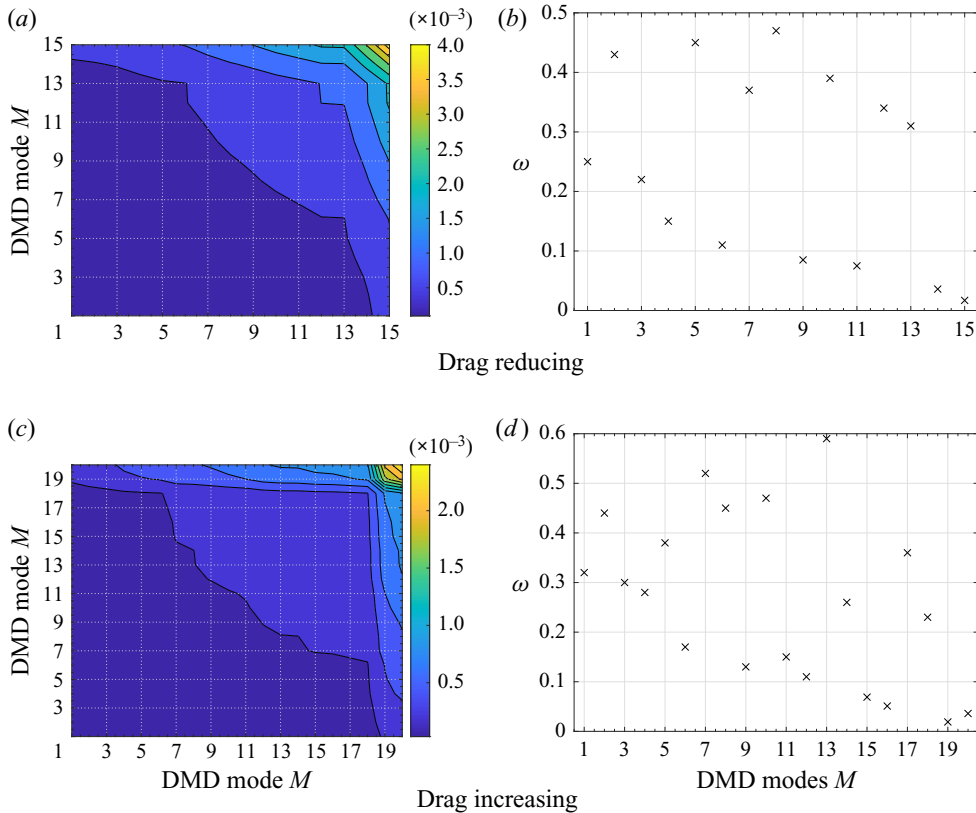 (a)
(×10−3)
(b)
15 13 11 9 7 5 3
DMD mode M
4.0 3.5 3.0 2.5 2.0 1.5 1.0 0.5
0.5 0.4 0.3 0.2 0.1 0
ω
1 3 5 7 9 11 13 15
1 3 5 7 9 11 13 15
Drag reducing
(c)
(×10−3)
(d)
19 17 15 13 11 9 7 5 3
DMD mode M
2.0 1.5 1.0 0.5
0.6 0.5 0.4 0.3 0.2 0.1 0
ω
1 3 5 7 9 11 13 15 17 19
1 3 5 7 9 11 13 15 17 19
DMD mode M
DMD modes M
Drag increasing